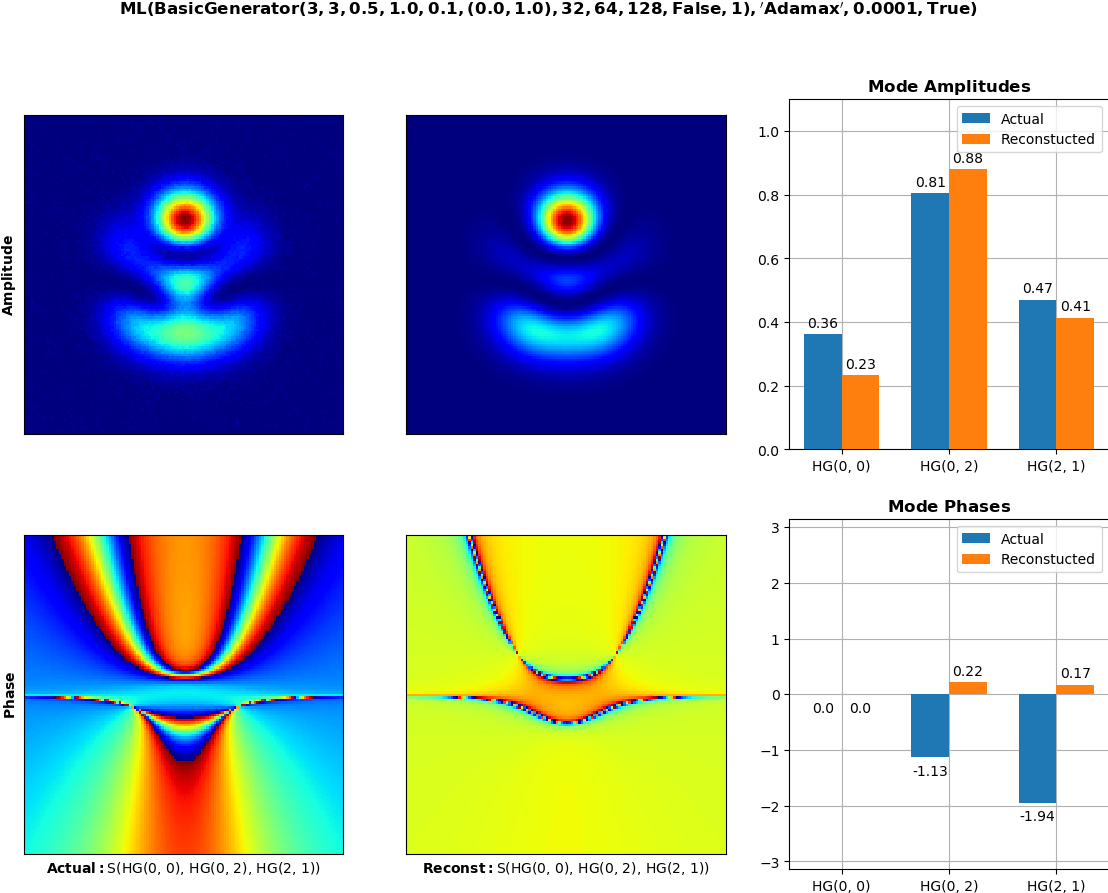 ML(BasicGenerator(3, 3, 0.5, 1.0, 0.1, (0.0, 1.0), 32, 64, 128, False, 1), ′Adamax′, 0.0001, True)
Amplitude
Mode Amplitudes
Actual
Reconstucted
1.0
0.8
0.6
0.4
0.2
0.0
0.36
0.23
0.81
0.88
0.47
0.41
HG(0, 0)
HG(0, 2)
HG(2, 1)
Phase
Actual: S(HG(0, 0), HG(0, 2), HG(2, 1))
Reconst: S(HG(0, 0), HG(0, 2), HG(2, 1))
Mode Phases
Actual
Reconstucted
3
2
1
0
−1
−2
−3
0.0
0.0
-1.13
0.22
-1.94
0.17
HG(0, 0)
HG(0, 2)
HG(2, 1)